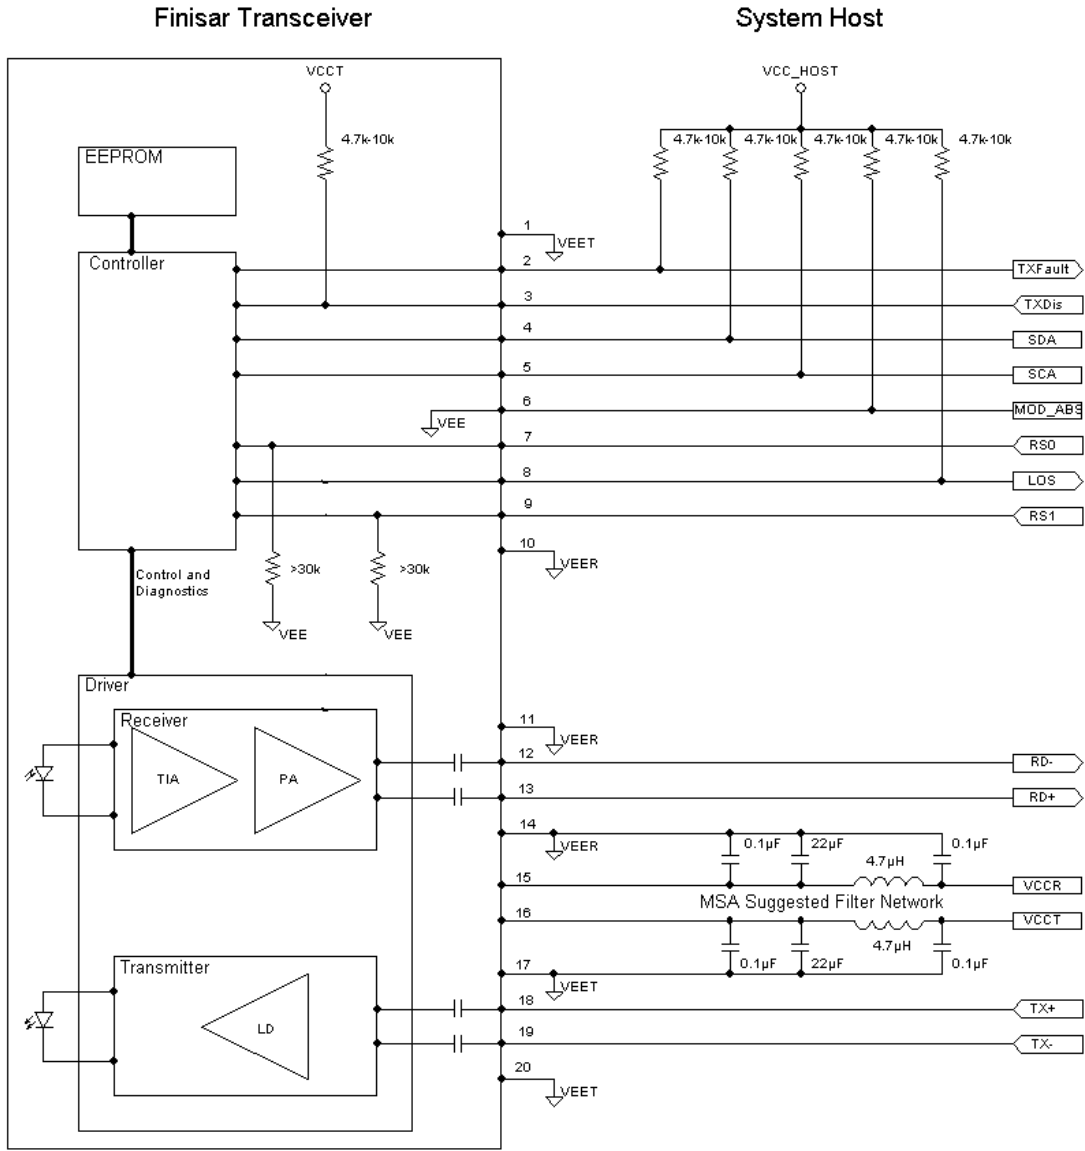 Finisar Transceiver
System Host
VCCT
VCC_HOST
4.7k-10k
4.7k-10k
4.7k-10k
4.7k-10k
4.7k-10k
4.7k-10k
EEPROM
1
VEET
Controller
2
TXFault
3
TXDis
4
SDA
5
SCA
6
VEE
MOD_ABS
7
RS0
8
LOS
9
RS1
10
VEER
Control and
Diagnostics
>30k
>30k
VEE
VEE
Driver
Receiver
11
VEER
TIA
PA
12
RD-
13
RD+
14
VEER
0.1µF
22µF
0.1µF
4.7µH
15
VCCR
MSA Suggested Filter Network
16
VCCT
4.7µH
Transmitter
17
0.1µF
22µF
0.1µF
VEET
18
TX+
LD
19
TX-
20
VEET